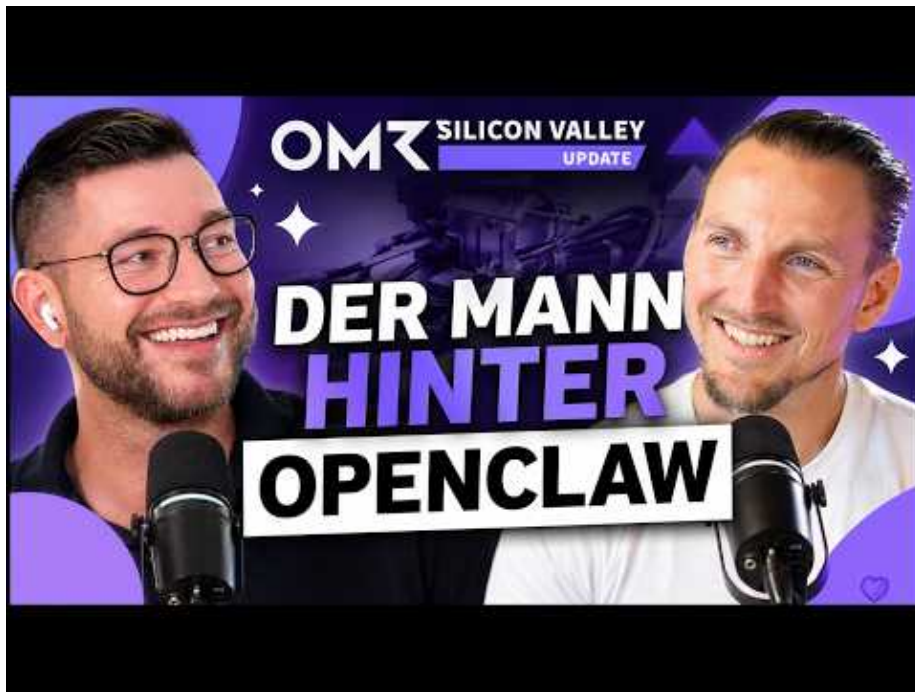 OMR SILICON VALLEY
UPDATE
DER MANN
HINTER
OPENCLAW